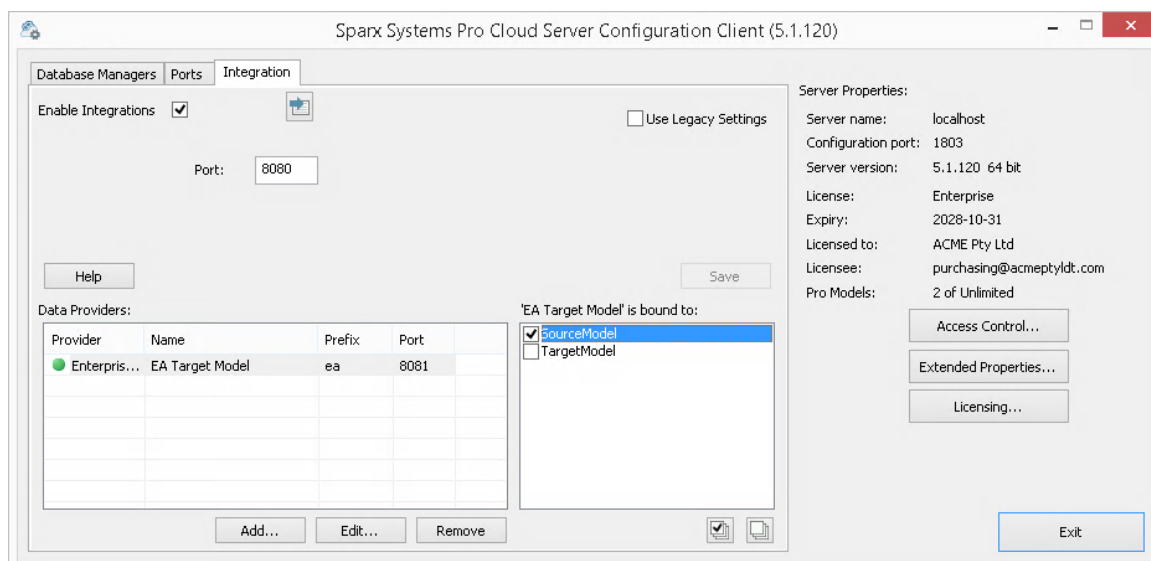 Sparx Systems Pro Cloud Server Configuration Client (5.1.120)
Database Managers Ports Integration
Enable Integrations
Use Legacy Settings
Port: 8080
Help
Save
Data Providers:
Provider Name Prefix Port
Enterpris... EA Target Model ea 8081
Add... Edit... Remove
'EA Target Model' is bound to:
SourceModel
TargetModel
Server Properties:
Server name: localhost
Configuration port: 1803
Server version: 5.1.120 64 bit
License: Enterprise
Expiry: 2028-10-31
Licensed to: ACME Pty Ltd
Licensee: purchasing@acmeptyldt.com
Pro Models: 2 of Unlimited
Access Control...
Extended Properties...
Licensing...
Exit